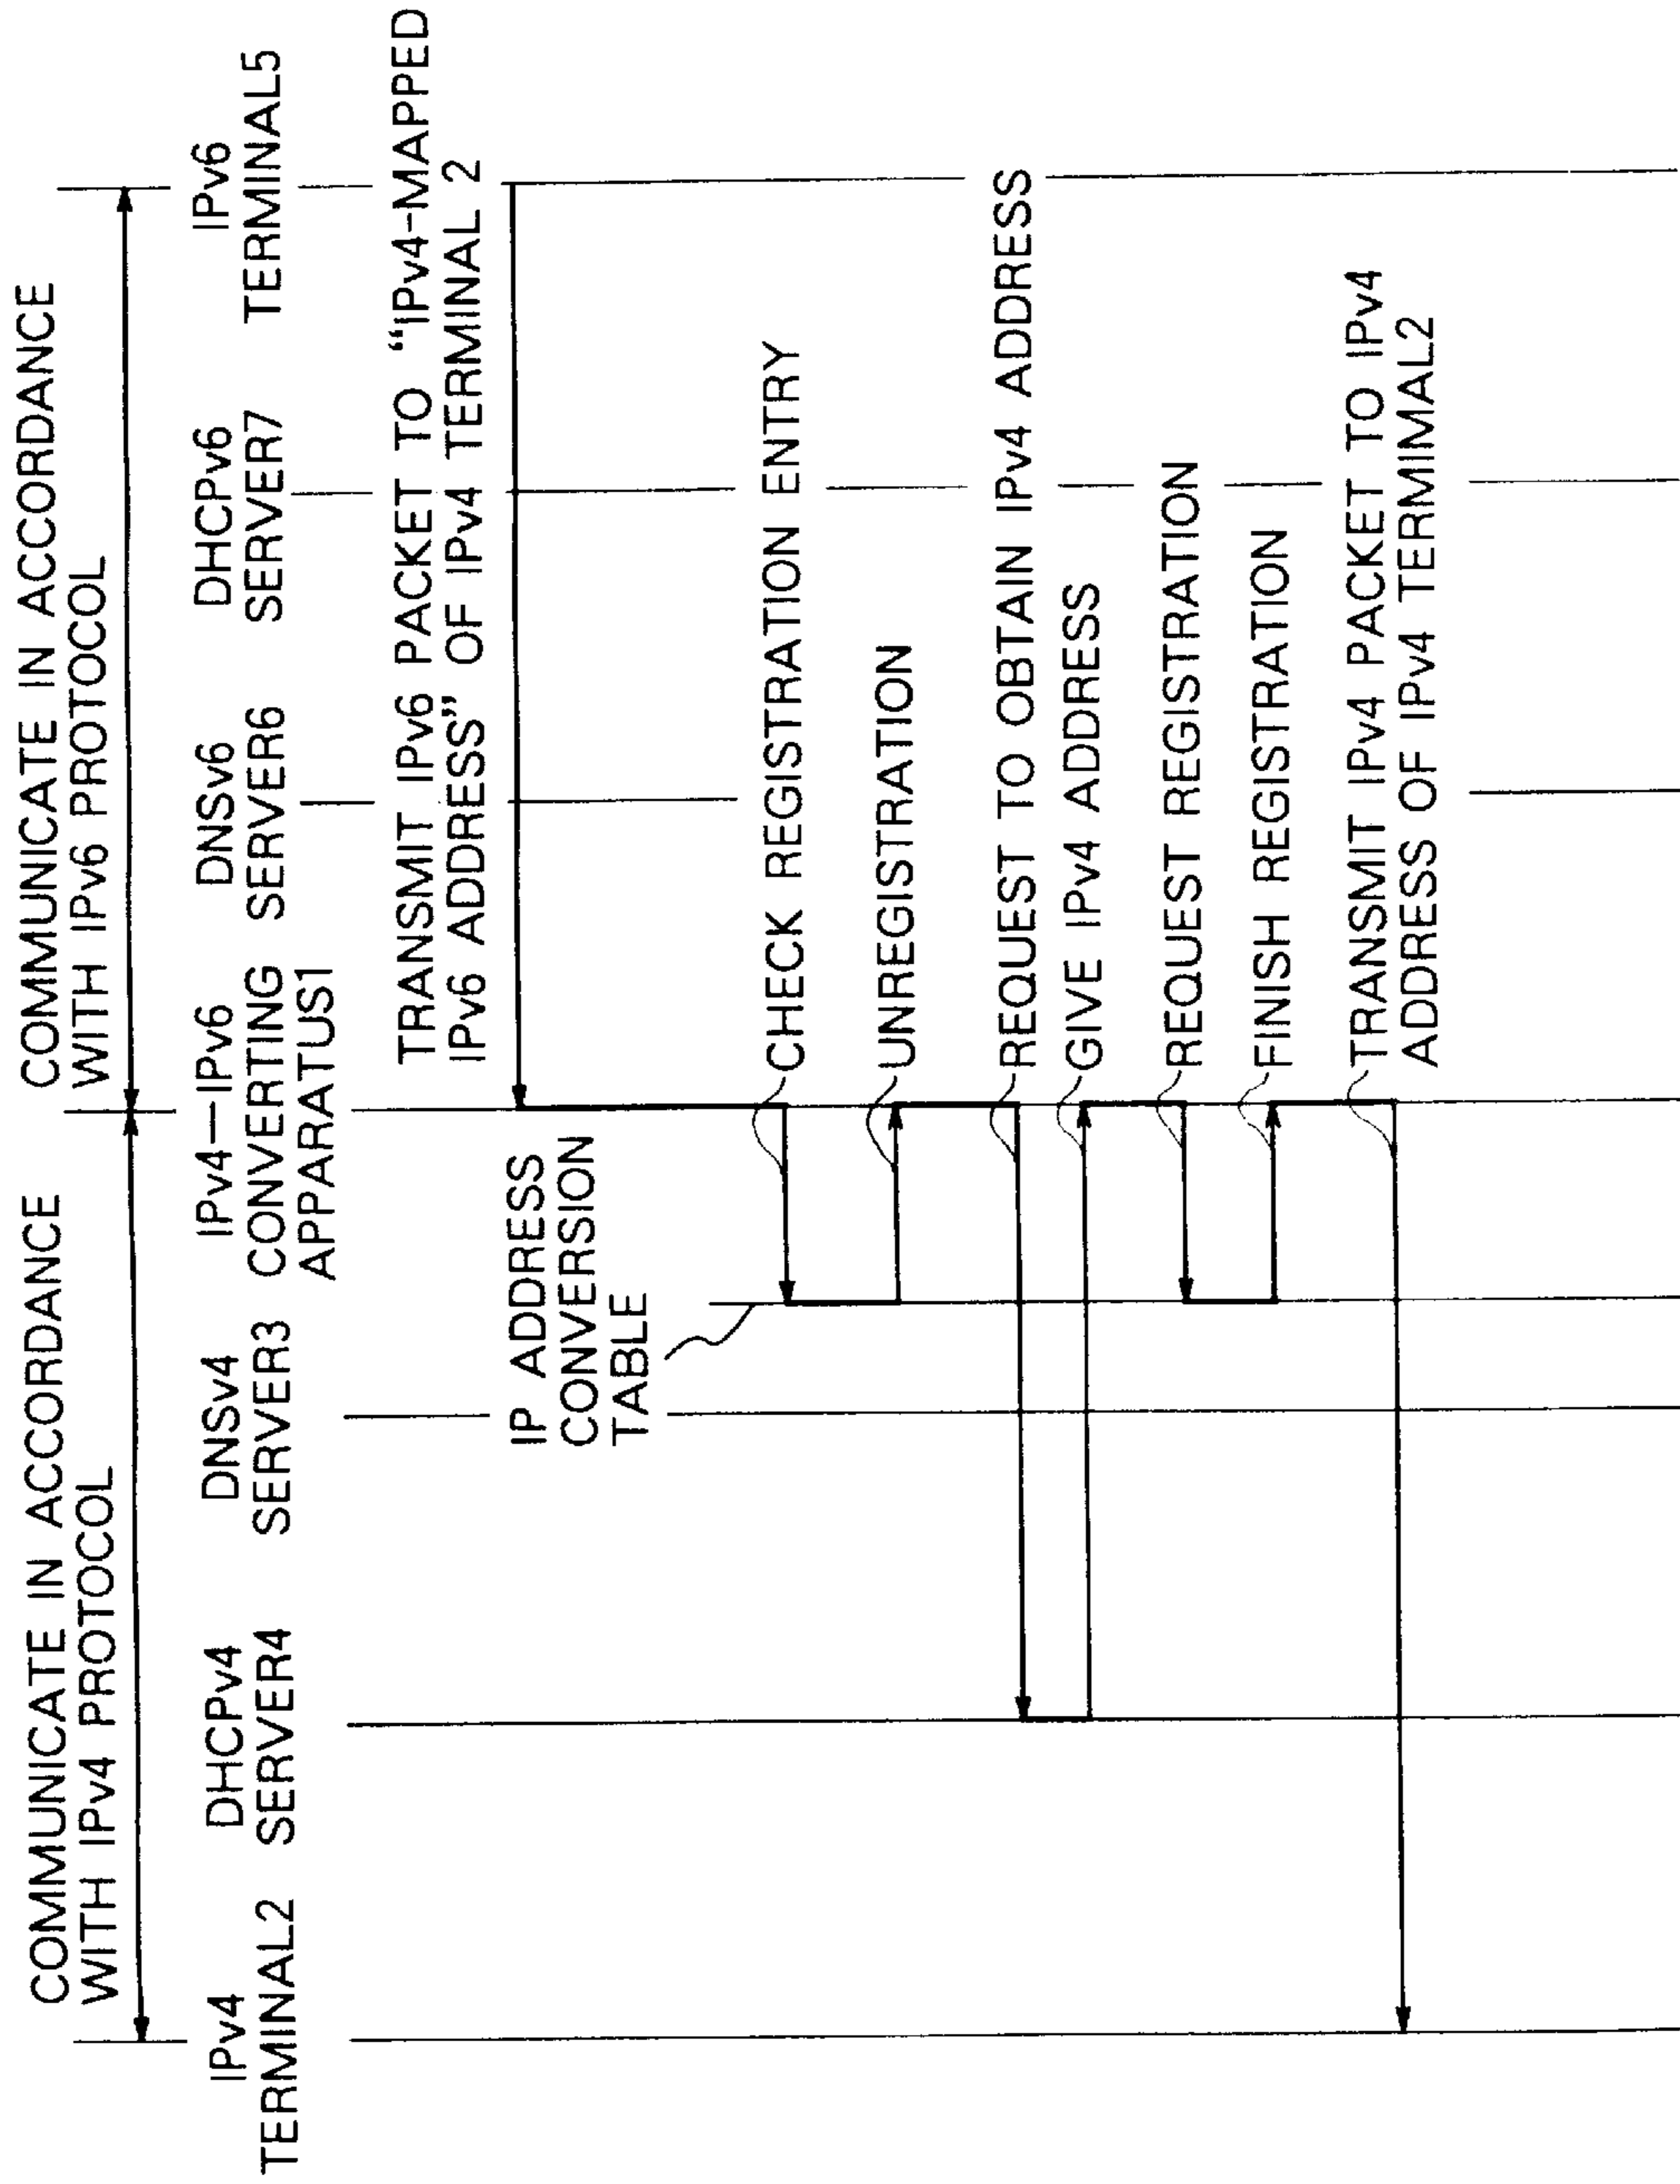 COMMUNICATE IN ACCORDANCE
WITH IPv4 PROTOCOL
COMMUNICATE IN ACCORDANCE
WITH IPv6 PROTOCOL
IPv4
TERMINAL2
DHCPv4
SERVER4
DNSv4
SERVER3
IPv4—IPv6
CONVERTING
APPARATUS1
DNSv6
SERVER6
DHCPv6
SERVER7
IPv6
TERMINAL5
TRANSMIT IPv6 PACKET TO “IPv4-MAPPED
IPv6 ADDRESS” OF IPv4 TERMINAL 2
IP ADDRESS
CONVERSION
TABLE
CHECK REGISTRATION ENTRY
UNREGISTRATION
REQUEST TO OBTAIN IPv4 ADDRESS
GIVE IPv4 ADDRESS
REQUEST REGISTRATION
FINISH REGISTRATION
TRANSMIT IPv4 PACKET TO IPv4
ADDRESS OF IPv4 TERMIMAL2